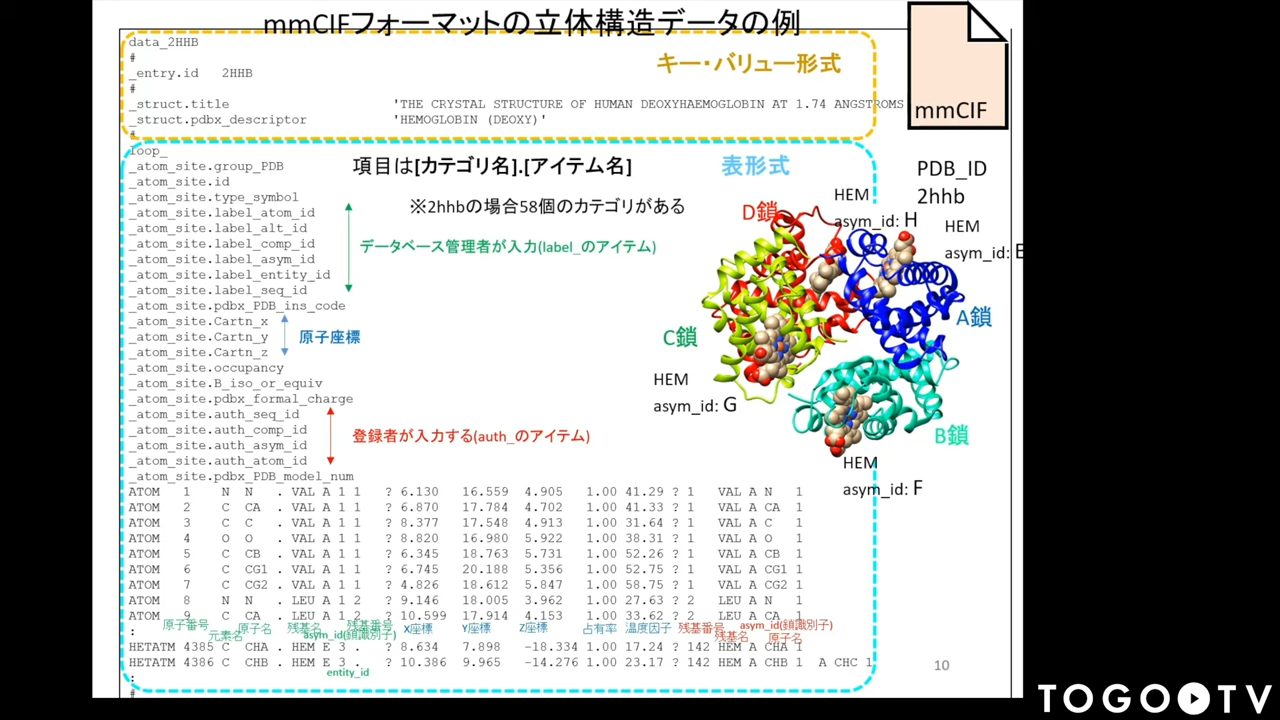 mmCIFフォーマットの立体構造データの例
data_2HHB
#
_entry.id 2HHB
#
_struct.title 'THE CRYSTAL STRUCTURE OF HUMAN DEOXYHAEMOGLOBIN AT 1.74 ANGSTROMS
_struct.pdbx_descriptor 'HEMOGLOBIN (DEOXY)'
#
キー・バリュー形式
mmCIF
loop_
_atom_site.group_PDB
_atom_site.id
_atom_site.type_symbol
_atom_site.label_atom_id
_atom_site.label_alt_id
_atom_site.label_comp_id
_atom_site.label_asym_id
_atom_site.label_entity_id
_atom_site.label_seq_id
_atom_site.pdbx_PDB_ins_code
_atom_site.Cartn_x
_atom_site.Cartn_y
_atom_site.Cartn_z
_atom_site.occupancy
_atom_site.B_iso_or_equiv
_atom_site.pdbx_formal_charge
_atom_site.auth_seq_id
_atom_site.auth_comp_id
_atom_site.auth_asym_id
_atom_site.auth_atom_id
_atom_site.pdbx_PDB_model_num
項目は[カテゴリ名].[アイテム名]
表形式
※2hhbの場合58個のカテゴリがある
データベース管理者が入力(label_のアイテム)
原子座標
登録者が入力する(auth_のアイテム)
PDB_ID
2hhb
HEM
asym_id: H
HEM
asym_id: E
D鎖
A鎖
C鎖
HEM
asym_id: G
B鎖
HEM
asym_id: F
ATOM 1 N N . VAL A 1 1 ? 6.130 16.559 4.905 1.00 41.29 ? 1 VAL A N 1
ATOM 2 C CA . VAL A 1 1 ? 6.870 17.784 4.702 1.00 41.33 ? 1 VAL A CA 1
ATOM 3 C C . VAL A 1 1 ? 8.377 17.548 4.913 1.00 31.64 ? 1 VAL A C 1
ATOM 4 O O . VAL A 1 1 ? 8.820 16.980 5.922 1.00 38.31 ? 1 VAL A O 1
ATOM 5 C CB . VAL A 1 1 ? 6.345 18.763 5.731 1.00 52.26 ? 1 VAL A CB 1
ATOM 6 C CG1 . VAL A 1 1 ? 6.745 20.188 5.356 1.00 52.75 ? 1 VAL A CG1 1
ATOM 7 C CG2 . VAL A 1 1 ? 4.826 18.612 5.847 1.00 58.75 ? 1 VAL A CG2 1
ATOM 8 N N . LEU A 1 2 ? 9.146 18.005 3.962 1.00 27.63 ? 2 LEU A N 1
ATOM 9 C CA . LEU A 1 2 ? 10.599 17.914 4.153 1.00 33.62 ? 2 LEU A CA 1
:
原子番号 元素名 原子名 残基名 asym_id(鎖識別子) 残基番号 X座標 Y座標 Z座標 占有率 温度因子 残基番号 残基名 asym_id(鎖識別子) 原子名
HETATM 4385 C CHA . HEM E 3 . ? 8.634 7.898 -18.334 1.00 17.24 ? 142 HEM A CHA 1
HETATM 4386 C CHB . HEM E 3 . ? 10.386 9.965 -14.276 1.00 23.17 ? 142 HEM A CHB 1 A CHC 1
entity_id
:
#
10
TOGO TV